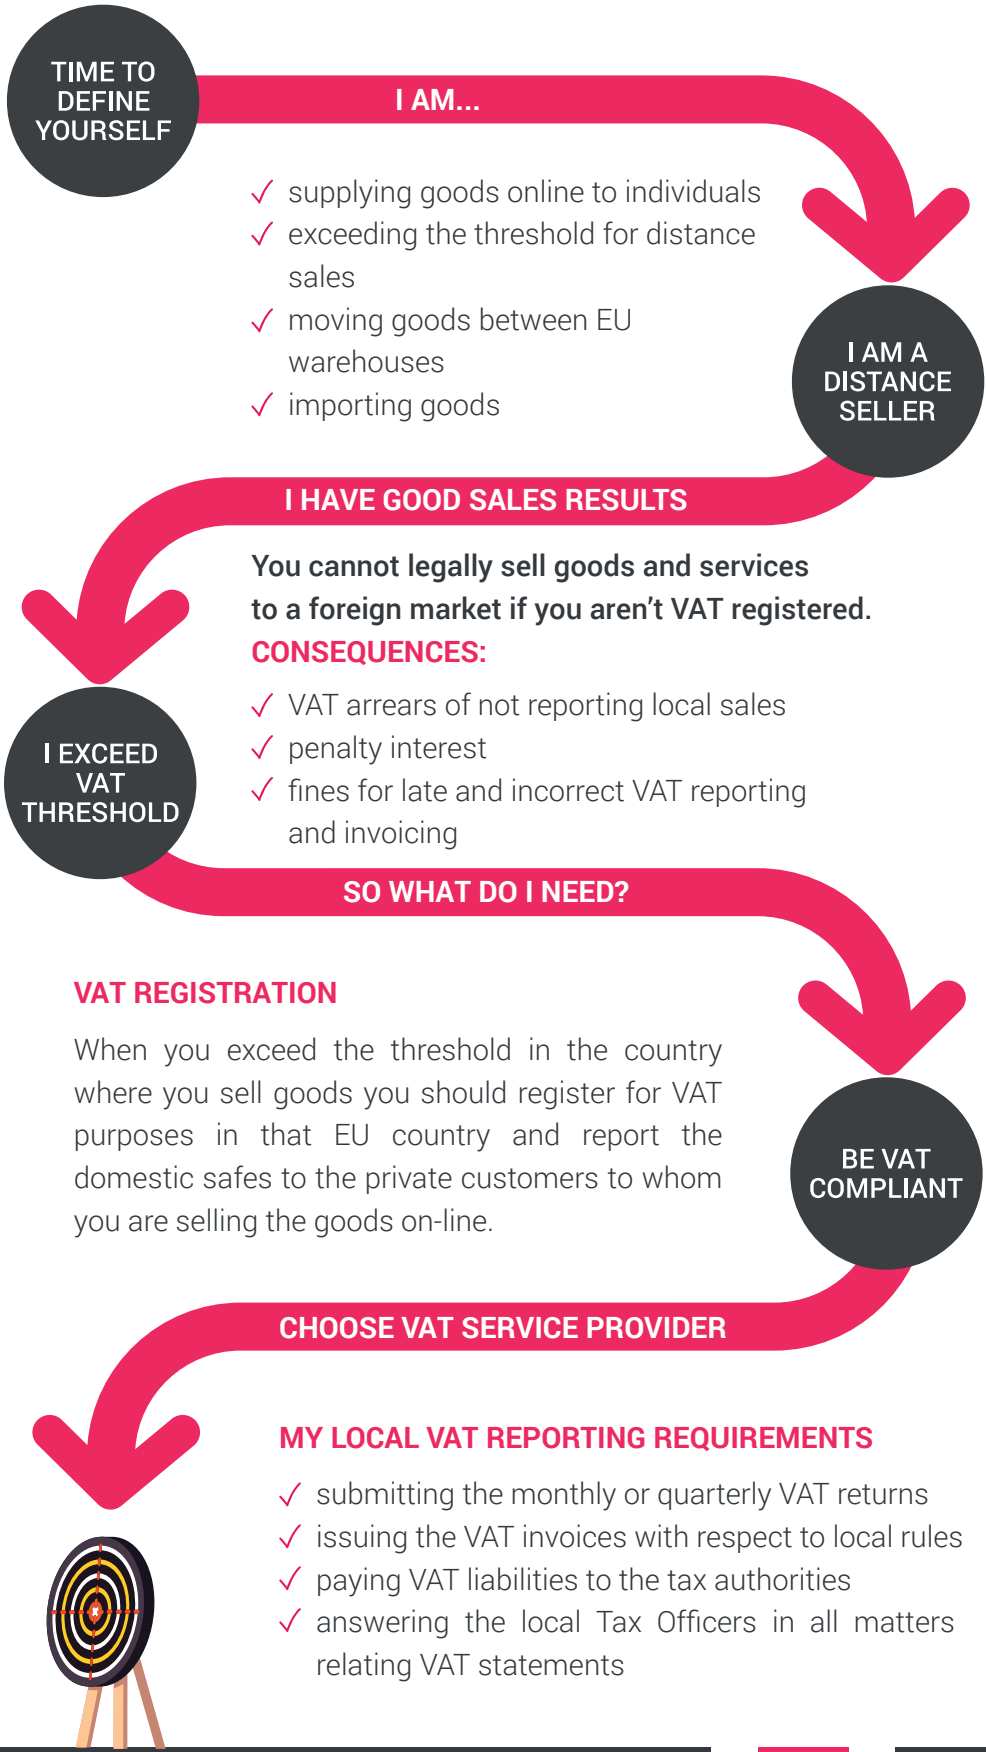 TIME TO
DEFINE
YOURSELF
I AM...
supplying goods online to individuals
exceeding the threshold for distance
sales
moving goods between EU
warehouses
importing goods
I AM A
DISTANCE
SELLER
I HAVE GOOD SALES RESULTS
You cannot legally sell goods and services
to a foreign market if you aren't VAT registered.
CONSEQUENCES:
VAT arrears of not reporting local sales
penalty interest
fines for late and incorrect VAT reporting
and invoicing
I EXCEED
VAT
THRESHOLD
SO WHAT DO I NEED?
VAT REGISTRATION
When you exceed the threshold in the country
where you sell goods you should register for VAT
purposes in that EU country and report the
domestic safes to the private customers to whom
you are selling the goods on-line.
BE VAT
COMPLIANT
CHOOSE VAT SERVICE PROVIDER
MY LOCAL VAT REPORTING REQUIREMENTS
submitting the monthly or quarterly VAT returns
issuing the VAT invoices with respect to local rules
paying VAT liabilities to the tax authorities
answering the local Tax Officers in all matters
relating VAT statements